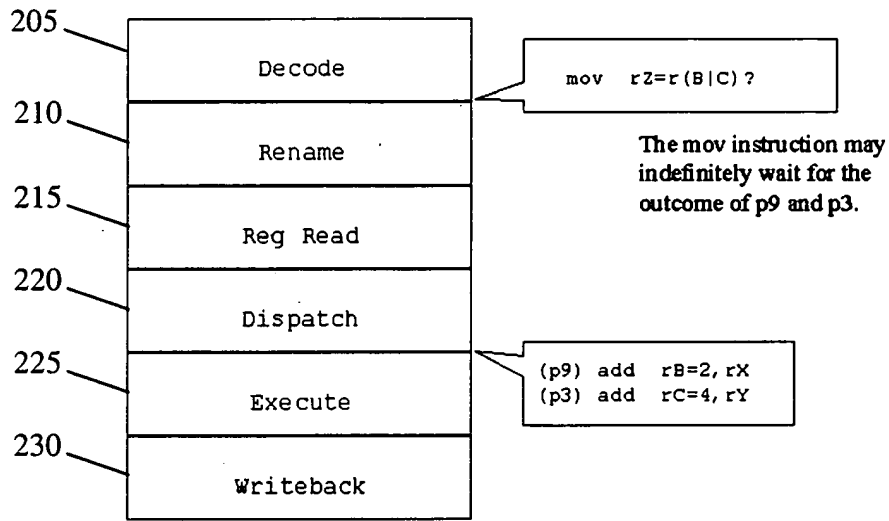 205
Decode
mov rZ=r(B|C)?
210
Rename
The mov instruction may
indefinitely wait for the
outcome of p9 and p3.
215
Reg Read
220
Dispatch
(p9) add rB=2,rX
(p3) add rC=4,rY
225
Execute
230
Writeback